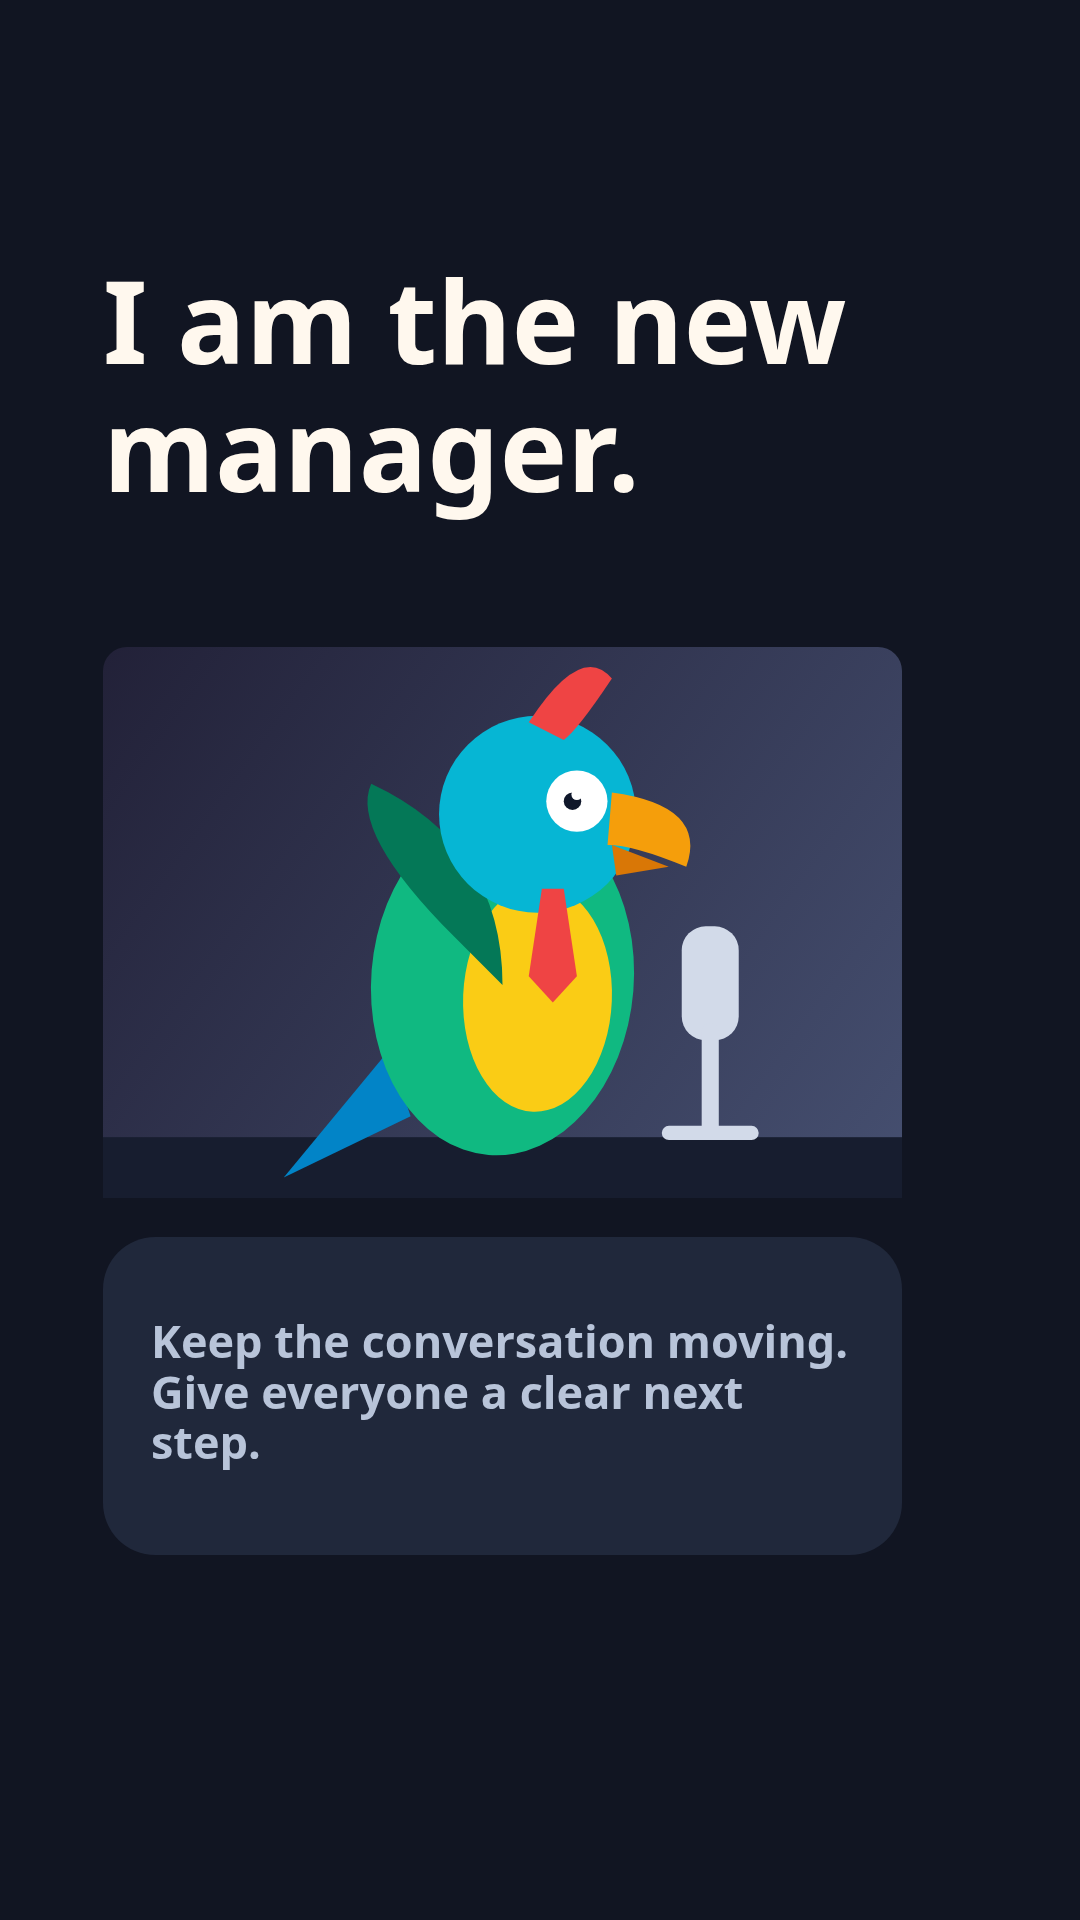 I am the new
manager.
Keep the conversation moving.
Give everyone a clear next
step.